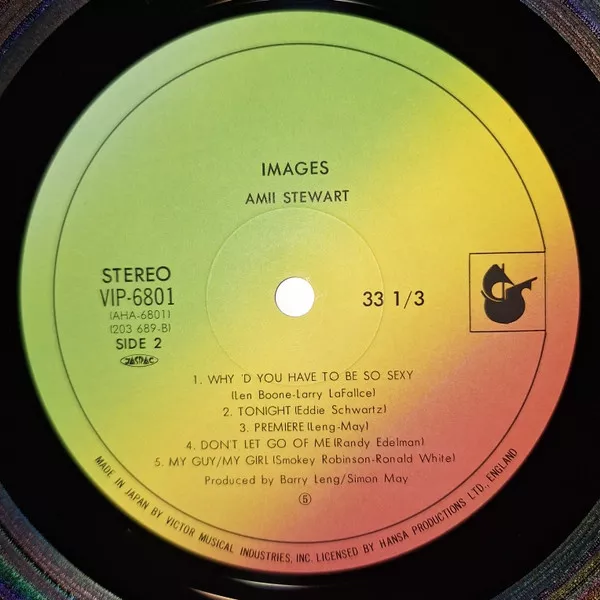 IMAGES
AMII STEWART
STEREO
VIP-6801
(AHA-6801)
(203 689-B)
SIDE 2
JASRAC
33 1/3
1. WHY 'D YOU HAVE TO BE SO SEXY
(Len Boone-Larry LaFallce)
2. TONIGHT (Eddie Schwartz)
3. PREMIERE (Leng-May)
4. DON'T LET GO OF ME (Randy Edelman)
5. MY GUY/MY GIRL (Smokey Robinson-Ronald White)
Produced by Barry Leng/Simon May
MADE IN JAPAN BY VICTOR MUSICAL INDUSTRIES, INC. LICENSED BY HANSA PRODUCTIONS LTD., ENGLAND